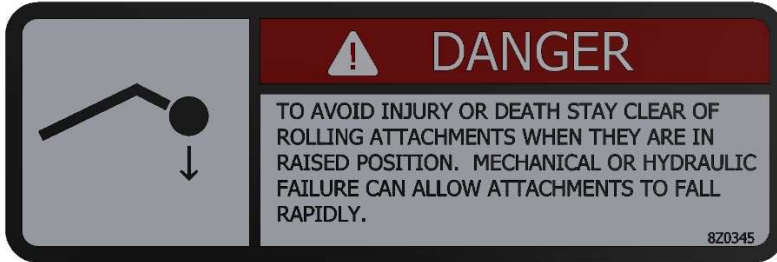 DANGER
TO AVOID INJURY OR DEATH STAY CLEAR OF
ROLLING ATTACHMENTS WHEN THEY ARE IN
RAISED POSITION. MECHANICAL OR HYDRAULIC
FAILURE CAN ALLOW ATTACHMENTS TO FALL
RAPIDLY.
8Z0345